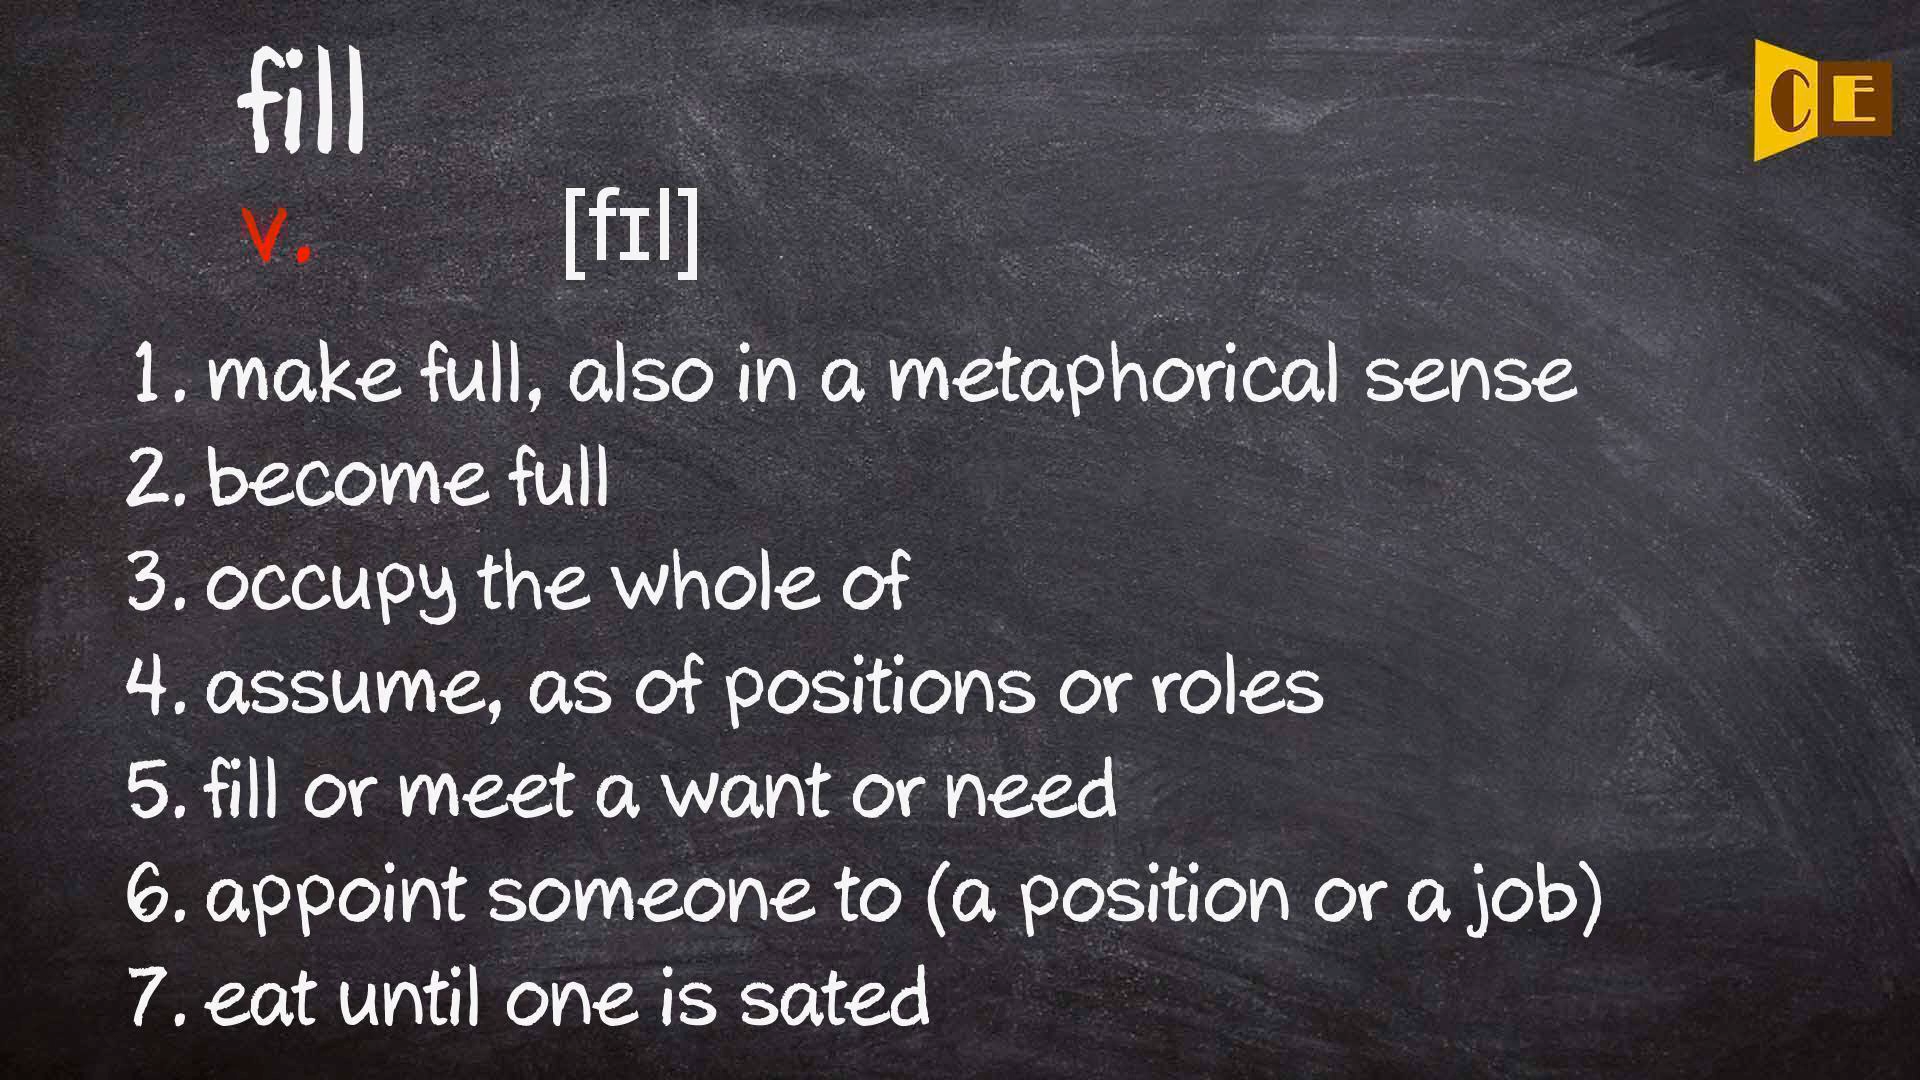 fill
CE
v. [fɪl]
1. make full, also in a metaphorical sense
2. become full
3. occupy the whole of
4. assume, as of positions or roles
5. fill or meet a want or need
6. appoint someone to (a position or a job)
7. eat until one is sated